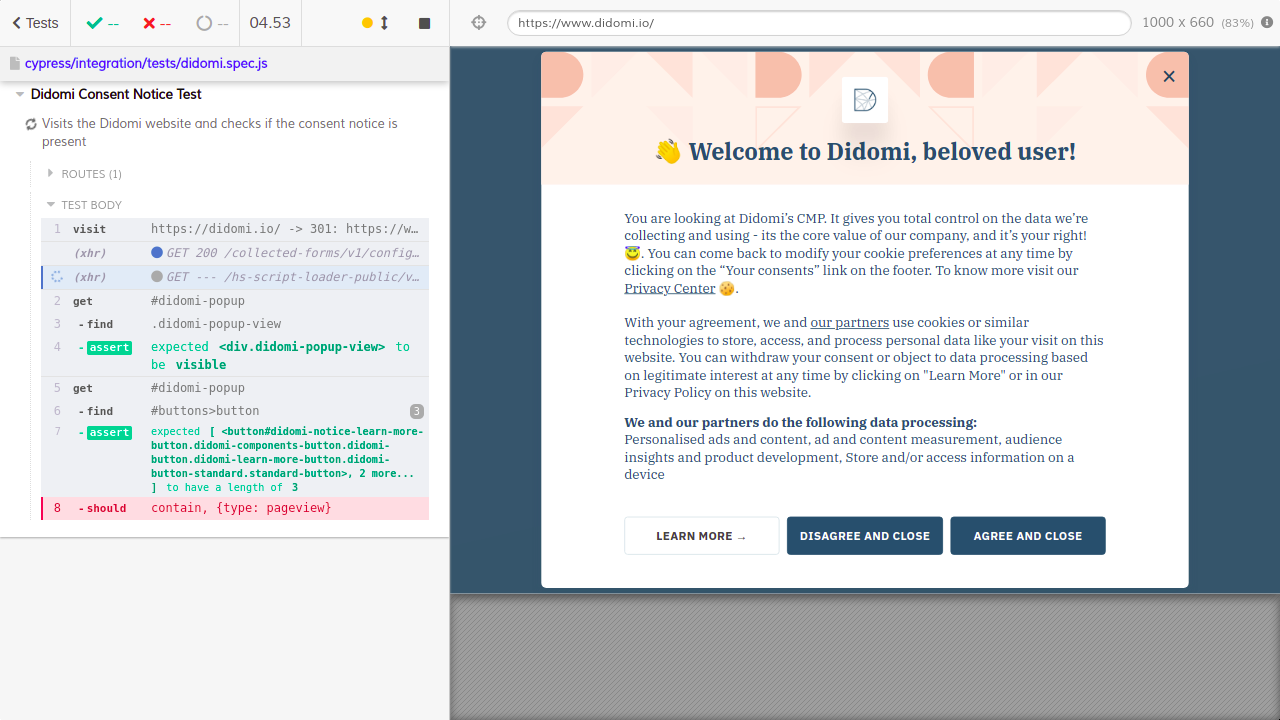 Tests
--
--
--
04.53
https://www.didomi.io/
1000 x 660 (83%)
cypress/integration/tests/didomi.spec.js
Didomi Consent Notice Test
Visits the Didomi website and checks if the consent notice is
present
ROUTES (1)
TEST BODY
1 visit https://didomi.io/ -> 301: https://w…
(xhr) GET 200 /collected-forms/v1/config…
(xhr) GET --- /hs-script-loader-public/v…
2 get #didomi-popup
3 -find .didomi-popup-view
4 -assert expected <div.didomi-popup-view> to
be visible
5 get #didomi-popup
6 -find #buttons>button 3
7 -assert expected [ <button#didomi-notice-learn-more-
button.didomi-components-button.didomi-
button.didomi-learn-more-button.didomi-
button-standard.standard-button>, 2 more...
] to have a length of 3
8 -should contain, {type: pageview}
👋 Welcome to Didomi, beloved user!
You are looking at Didomi’s CMP. It gives you total control on the data we’re
collecting and using - its the core value of our company, and it’s your right!
😇. You can come back to modify your cookie preferences at any time by
clicking on the “Your consents” link on the footer. To know more visit our
Privacy Center 🍪.
With your agreement, we and our partners use cookies or similar
technologies to store, access, and process personal data like your visit on this
website. You can withdraw your consent or object to data processing based
on legitimate interest at any time by clicking on "Learn More" or in our
Privacy Policy on this website.
We and our partners do the following data processing:
Personalised ads and content, ad and content measurement, audience
insights and product development, Store and/or access information on a
device
LEARN MORE →
DISAGREE AND CLOSE
AGREE AND CLOSE